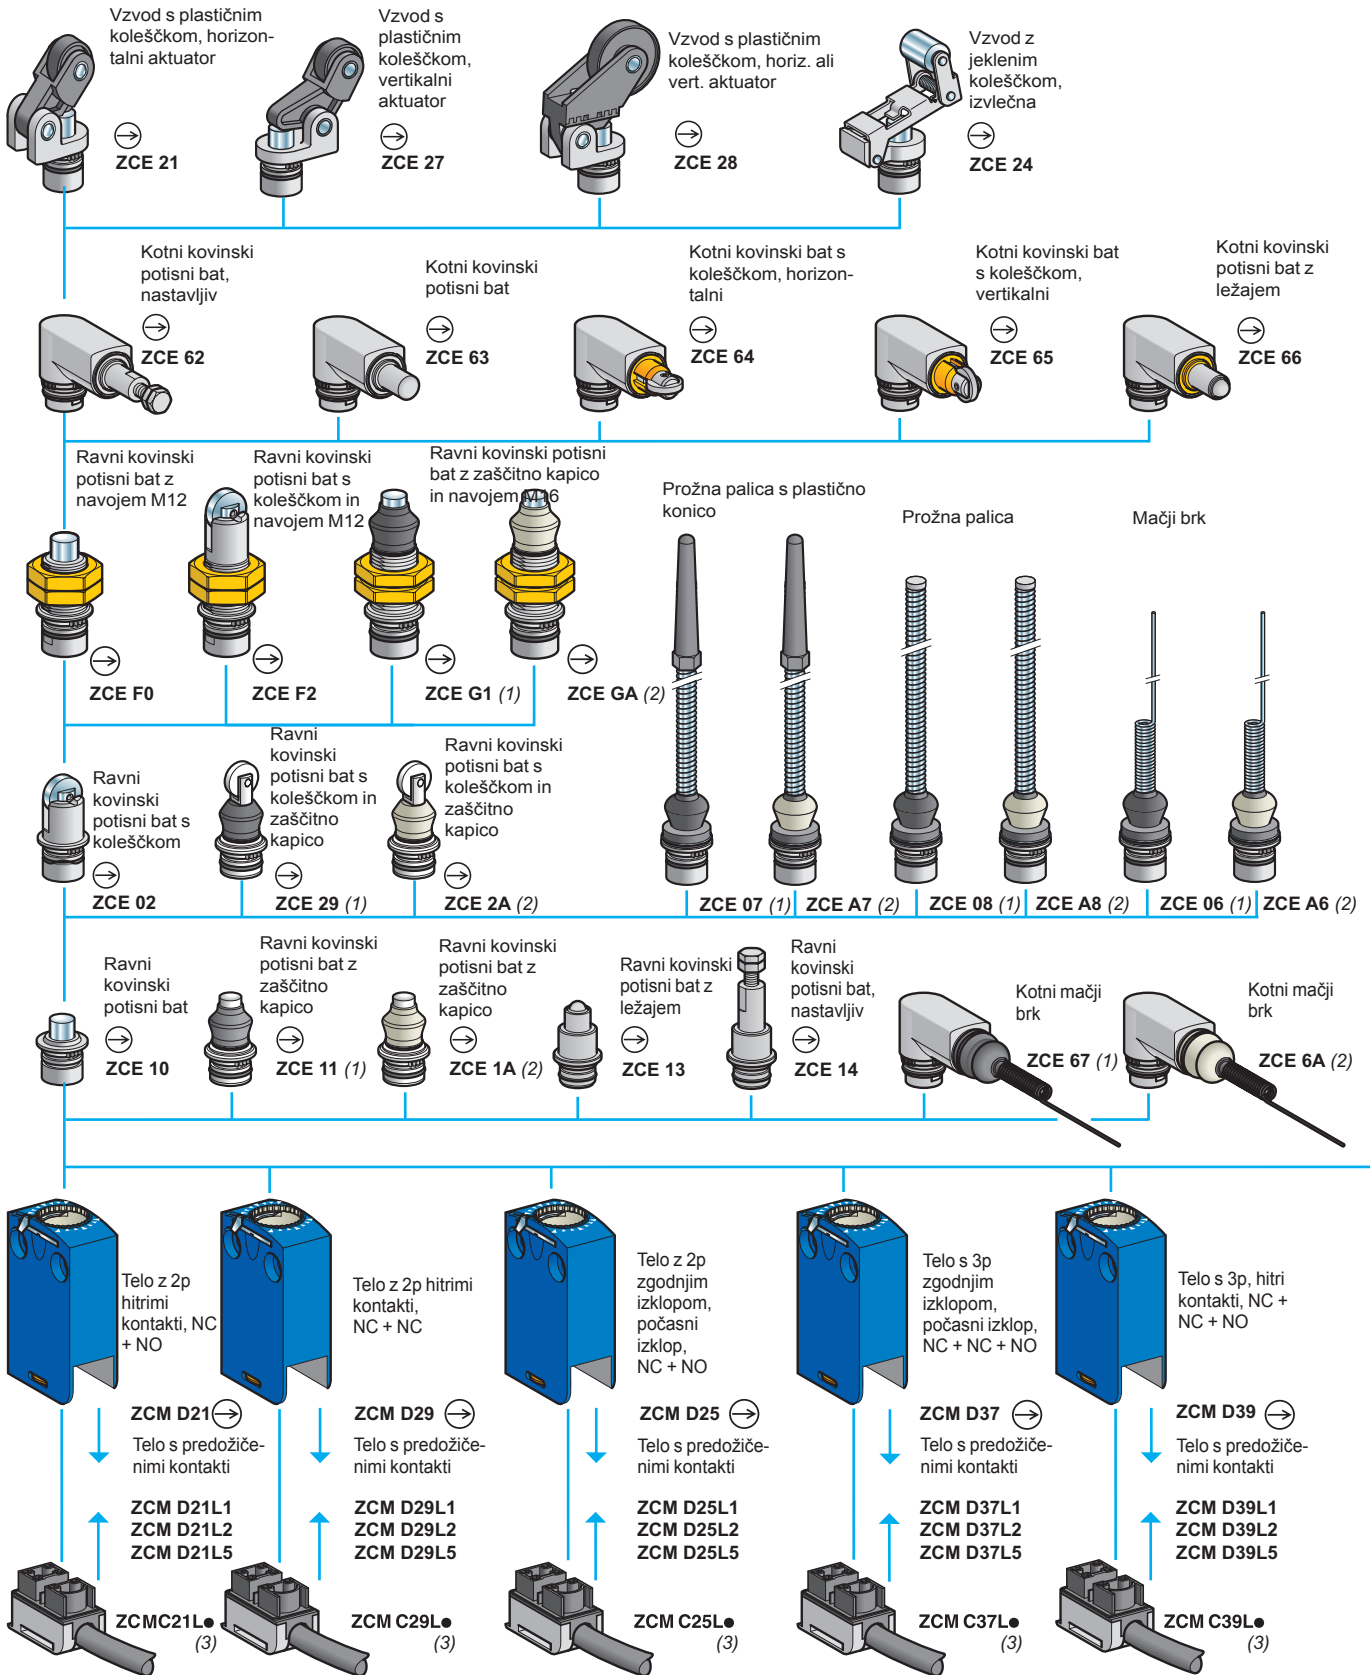 Vzvod s plastičnim
koleščkom, horizon-
talni aktuator
ZCE 21
Vzvod s
plastičnim
koleščkom,
vertikalni
aktuator
ZCE 27
Vzvod s plastičnim
koleščkom, horiz. ali
vert. aktuator
ZCE 28
Vzvod z
jeklenim
koleščkom,
izvlečna
ZCE 24
Kotni kovinski
potisni bat,
nastavljiv
ZCE 62
Kotni kovinski
potisni bat
ZCE 63
Kotni kovinski bat s
koleščkom, horizon-
talni
ZCE 64
Kotni kovinski bat
s koleščkom,
vertikalni
ZCE 65
Kotni kovinski
potisni bat z
ležajem
ZCE 66
Ravni kovinski
potisni bat z
navojem M12
ZCE F0
Ravni kovinski
potisni bat s
koleščkom in
navojem M12
ZCE F2
Ravni kovinski potisni
bat z zaščitno kapico
in navojem M16
ZCE G1 (1)
ZCE GA (2)
Prožna palica s plastično
konico
Prožna palica
Mačji brk
Ravni
kovinski
potisni bat s
koleščkom
ZCE 02
Ravni
kovinski
potisni bat s
koleščkom in
zaščitno
kapico
ZCE 29 (1)
Ravni kovinski
potisni bat s
koleščkom in
zaščitno
kapico
ZCE 2A (2)
ZCE 07 (1)
ZCE A7 (2)
ZCE 08 (1)
ZCE A8 (2)
ZCE 06 (1)
ZCE A6 (2)
Ravni
kovinski
potisni bat
ZCE 10
Ravni kovinski
potisni bat z
zaščitno
kapico
ZCE 11 (1)
Ravni kovinski
potisni bat z
zaščitno
kapico
ZCE 1A (2)
Ravni kovinski
potisni bat z
ležajem
ZCE 13
Ravni
kovinski
potisni bat,
nastavljiv
ZCE 14
Kotni mačji
brk
ZCE 67 (1)
Kotni mačji
brk
ZCE 6A (2)
Telo z 2p
hitrimi
kontakti, NC
+ NO
Telo z 2p hitrimi
kontakti,
NC + NC
Telo z 2p
zgodnjim
izklopom,
počasni
izklop,
NC + NO
Telo s 3p
zgodnjim
izklopom,
počasni izklop,
NC + NC + NO
Telo s 3p, hitri
kontakti, NC +
NC + NO
ZCM D21
Telo s predožiče-
nimi kontakti
ZCM D21L1
ZCM D21L2
ZCM D21L5
ZCMC21L●
(3)
ZCM D29
Telo s predožiče-
nimi kontakti
ZCM D29L1
ZCM D29L2
ZCM D29L5
ZCM C29L●
(3)
ZCM D25
Telo s predožiče-
nimi kontakti
ZCM D25L1
ZCM D25L2
ZCM D25L5
ZCM C25L●
(3)
ZCM D37
Telo s predožiče-
nimi kontakti
ZCM D37L1
ZCM D37L2
ZCM D37L5
ZCM C37L●
(3)
ZCM D39
Telo s predožiče-
nimi kontakti
ZCM D39L1
ZCM D39L2
ZCM D39L5
ZCM C39L●
(3)